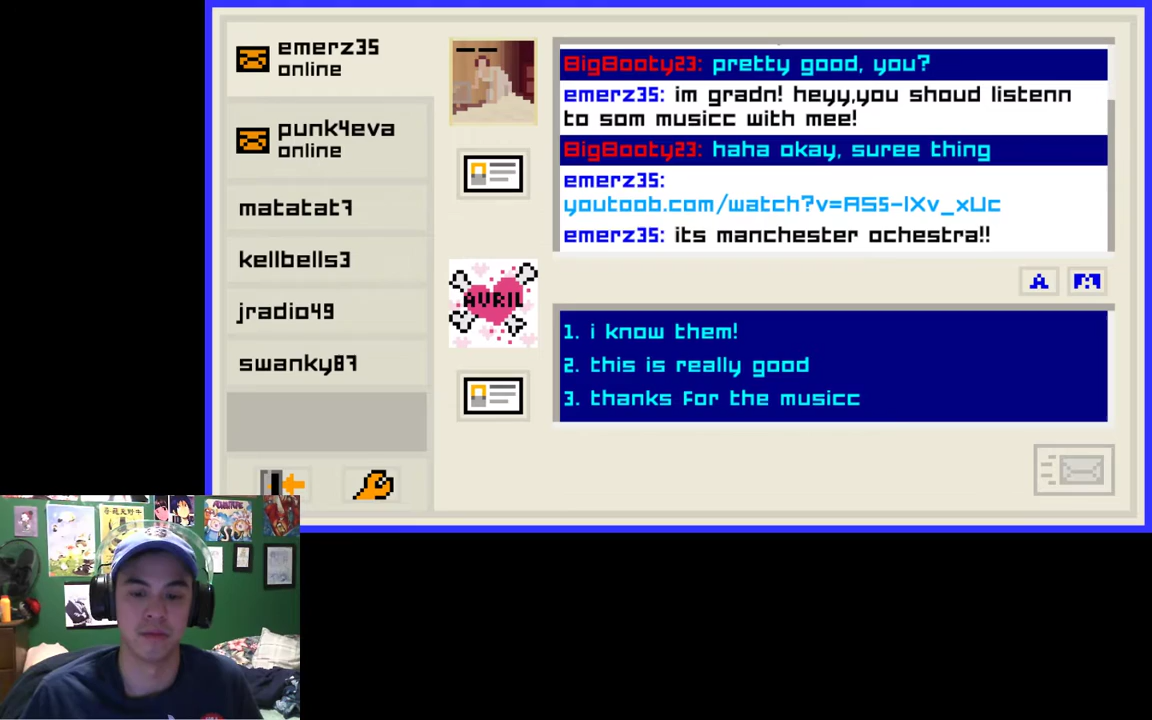 emerz35
online
punk4eva
online
matatat7
kellbells3
jradio49
swanky87
BigBooty23: pretty good, you?
emerz35: im gradn! heyy,you shoud listenn
to som musicc with mee!
BigBooty23: haha okay, suree thing
emerz35:
youtoob.com/watch?v=AS5-lXv_xUc
emerz35: its manchester ochestra!!
A
AVRIL
1. i know them!
2. this is really good
3. thanks for the musicc